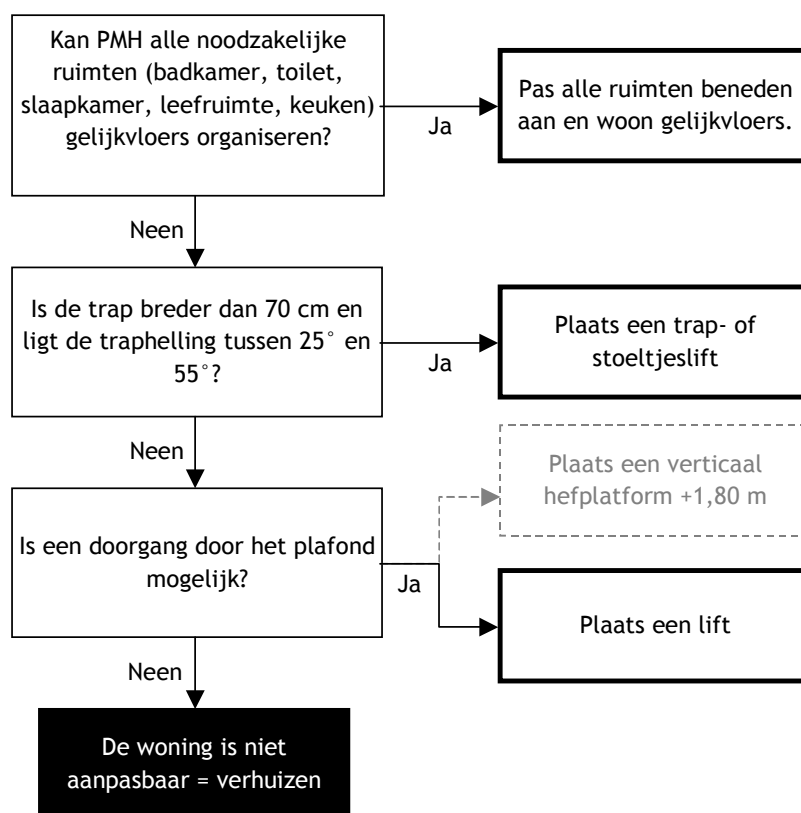 Kan PMH alle noodzakelijke
ruimten (badkamer, toilet,
slaapkamer, leefruimte, keuken)
gelijkvloers organiseren?
Ja
Pas alle ruimten beneden
aan en woon gelijkvloers.
Neen
Is de trap breder dan 70 cm en
ligt de traphelling tussen 25° en
55°?
Ja
Plaats een trap- of
stoeltjeslift
Neen
Plaats een verticaal
hefplatform +1,80 m
Is een doorgang door het plafond
mogelijk?
Ja
Plaats een lift
Neen
De woning is niet
aanpasbaar = verhuizen